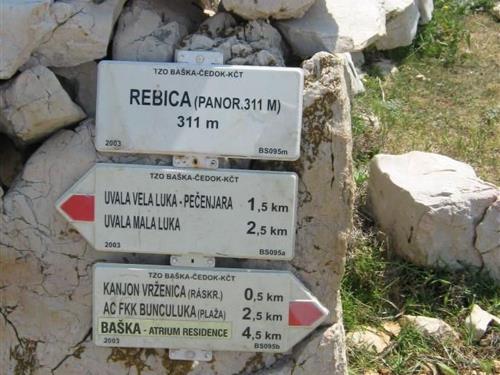 TZO BAŠKA-ČEDOK-KČT
REBICA (PANOR.311 M)
311 m
2003 BS095m
TZO BAŠKA-ČEDOK-KČT
UVALA VELA LUKA - PEČENJARA 1,5 km
UVALA MALA LUKA 2,5 km
2003 BS095a
TZO BAŠKA-ČEDOK-KČT
KANJON VRŽENICA (RÁSKR.) 0,5 km
AC FKK BUNCULUKA (PLAŽA) 2,5 km
BAŠKA - ATRIUM RESIDENCE 4,5 km
2003 BS095b